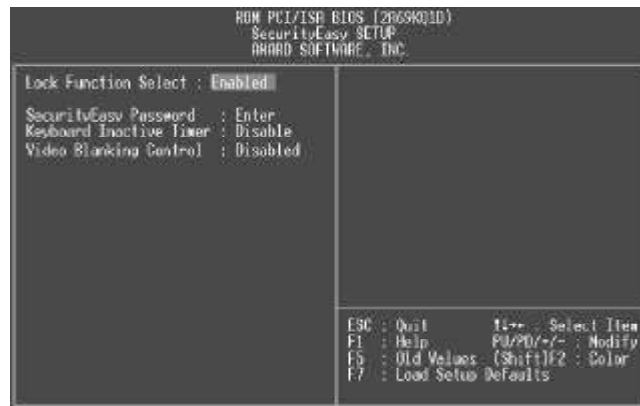 ROM PCI/ISA BIOS (2A69KQ1D)
SecurityEasy SETUP
AWARD SOFTWARE, INC.
Lock Function Select : Enabled
SecurityEasy Password : Enter
Keyboard Inactive Timer : Disable
Video Blanking Control : Disabled
ESC : Quit ↑↓→← : Select Item
F1 : Help PU/PD/+/- : Modify
F5 : Old Values (Shift)F2 : Color
F7 : Load Setup Defaults